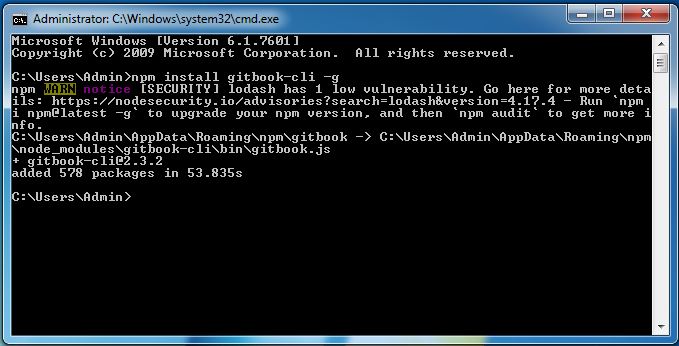 Administrator: C:\Windows\system32\cmd.exe
Microsoft Windows [Version 6.1.7601]
Copyright (c) 2009 Microsoft Corporation.  All rights reserved.
C:\Users\Admin>npm install gitbook-cli -g
npm WARN notice [SECURITY] lodash has 1 low vulnerability. Go here for more deta
ils: https://nodesecurity.io/advisories?search=lodash&version=4.17.4 - Run `npm
i npm@latest -g` to upgrade your npm version, and then `npm audit` to get more i
nfo.
C:\Users\Admin\AppData\Roaming\npm\gitbook -> C:\Users\Admin\AppData\Roaming\npm
\node_modules\gitbook-cli\bin\gitbook.js
+ gitbook-cli@2.3.2
added 578 packages in 53.835s
C:\Users\Admin>